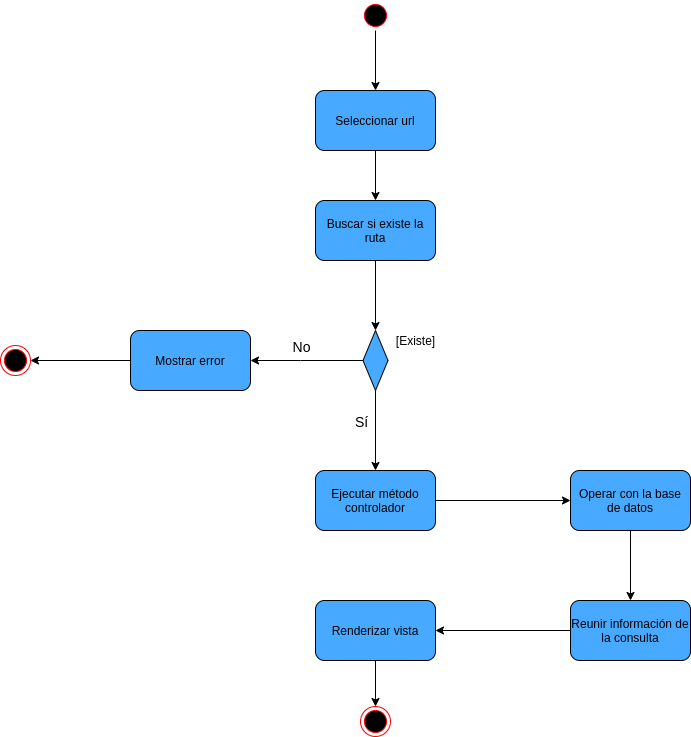 Seleccionar url
Buscar si existe la
ruta
[Existe]
No
Mostrar error
Sí
Ejecutar método
controlador
Operar con la base
de datos
Renderizar vista
Reunir información de
la consulta